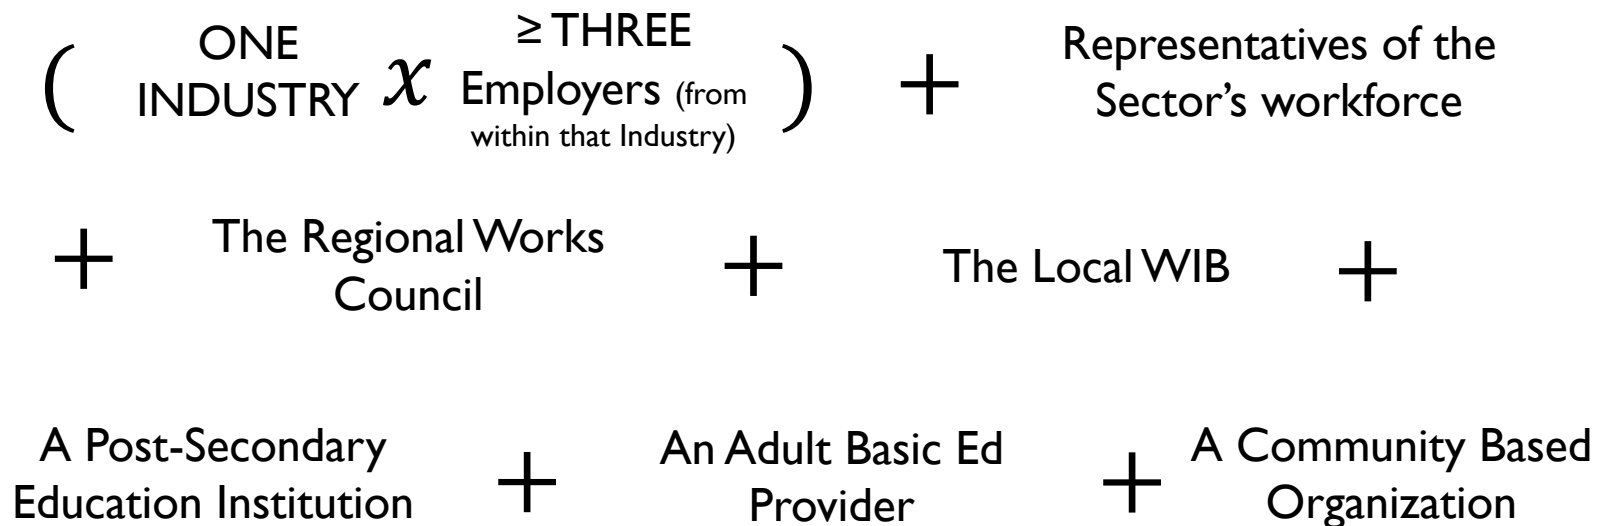 ( ONE INDUSTRY x ≥ THREE Employers (from within that Industry) ) + Representatives of the Sector's workforce
+ The Regional Works Council + The Local WIB +
A Post-Secondary Education Institution + An Adult Basic Ed Provider + A Community Based Organization